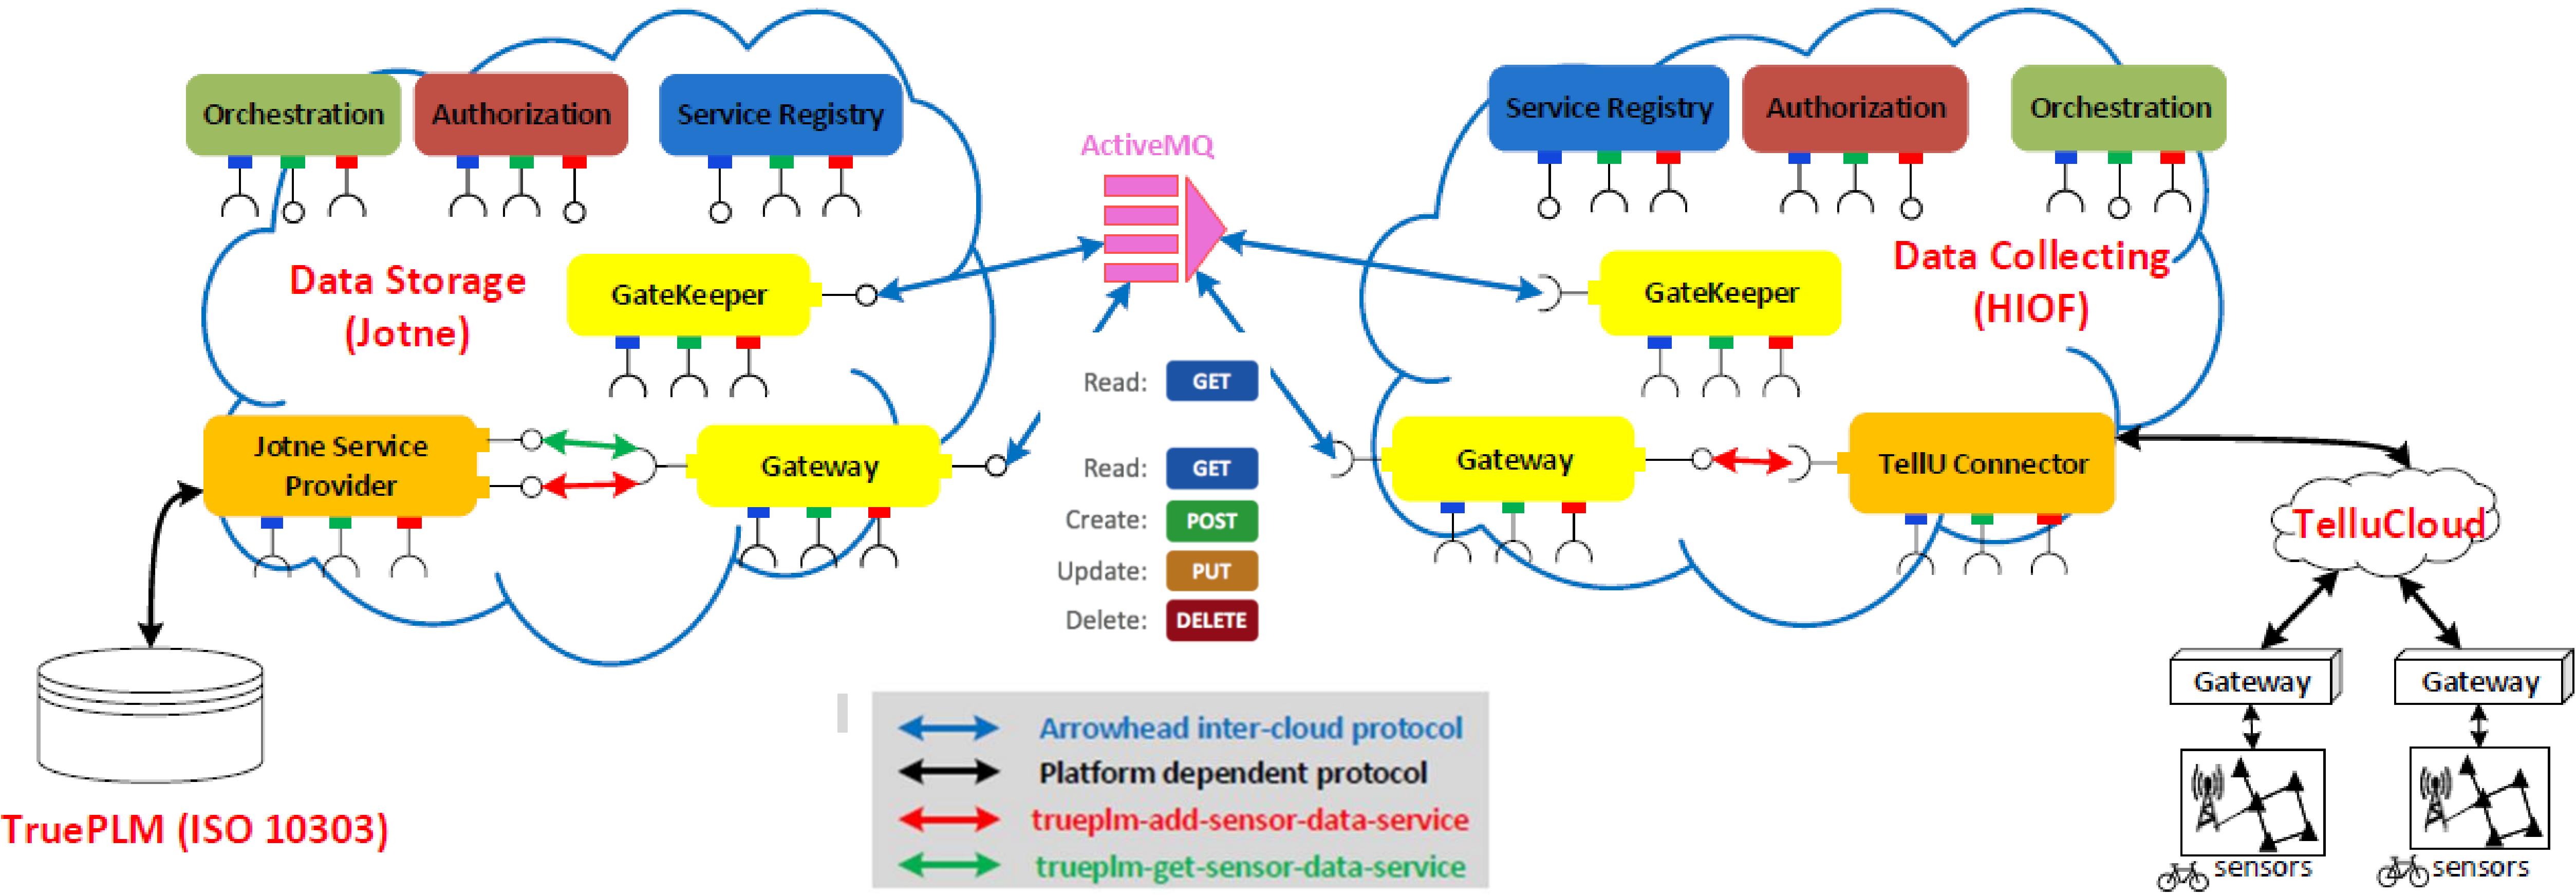 Orchestration
Authorization
Service Registry
ActiveMQ
Service Registry
Authorization
Orchestration
Data Storage
(Jotne)
GateKeeper
GateKeeper
Data Collecting
(HIOF)
Jotne Service
Provider
Gateway
Read: GET
Read: GET
Create: POST
Update: PUT
Delete: DELETE
Gateway
TellU Connector
TelluCloud
Gateway
Gateway
sensors
sensors
TruePLM (ISO 10303)
Arrowhead inter-cloud protocol
Platform dependent protocol
trueplm-add-sensor-data-service
trueplm-get-sensor-data-service